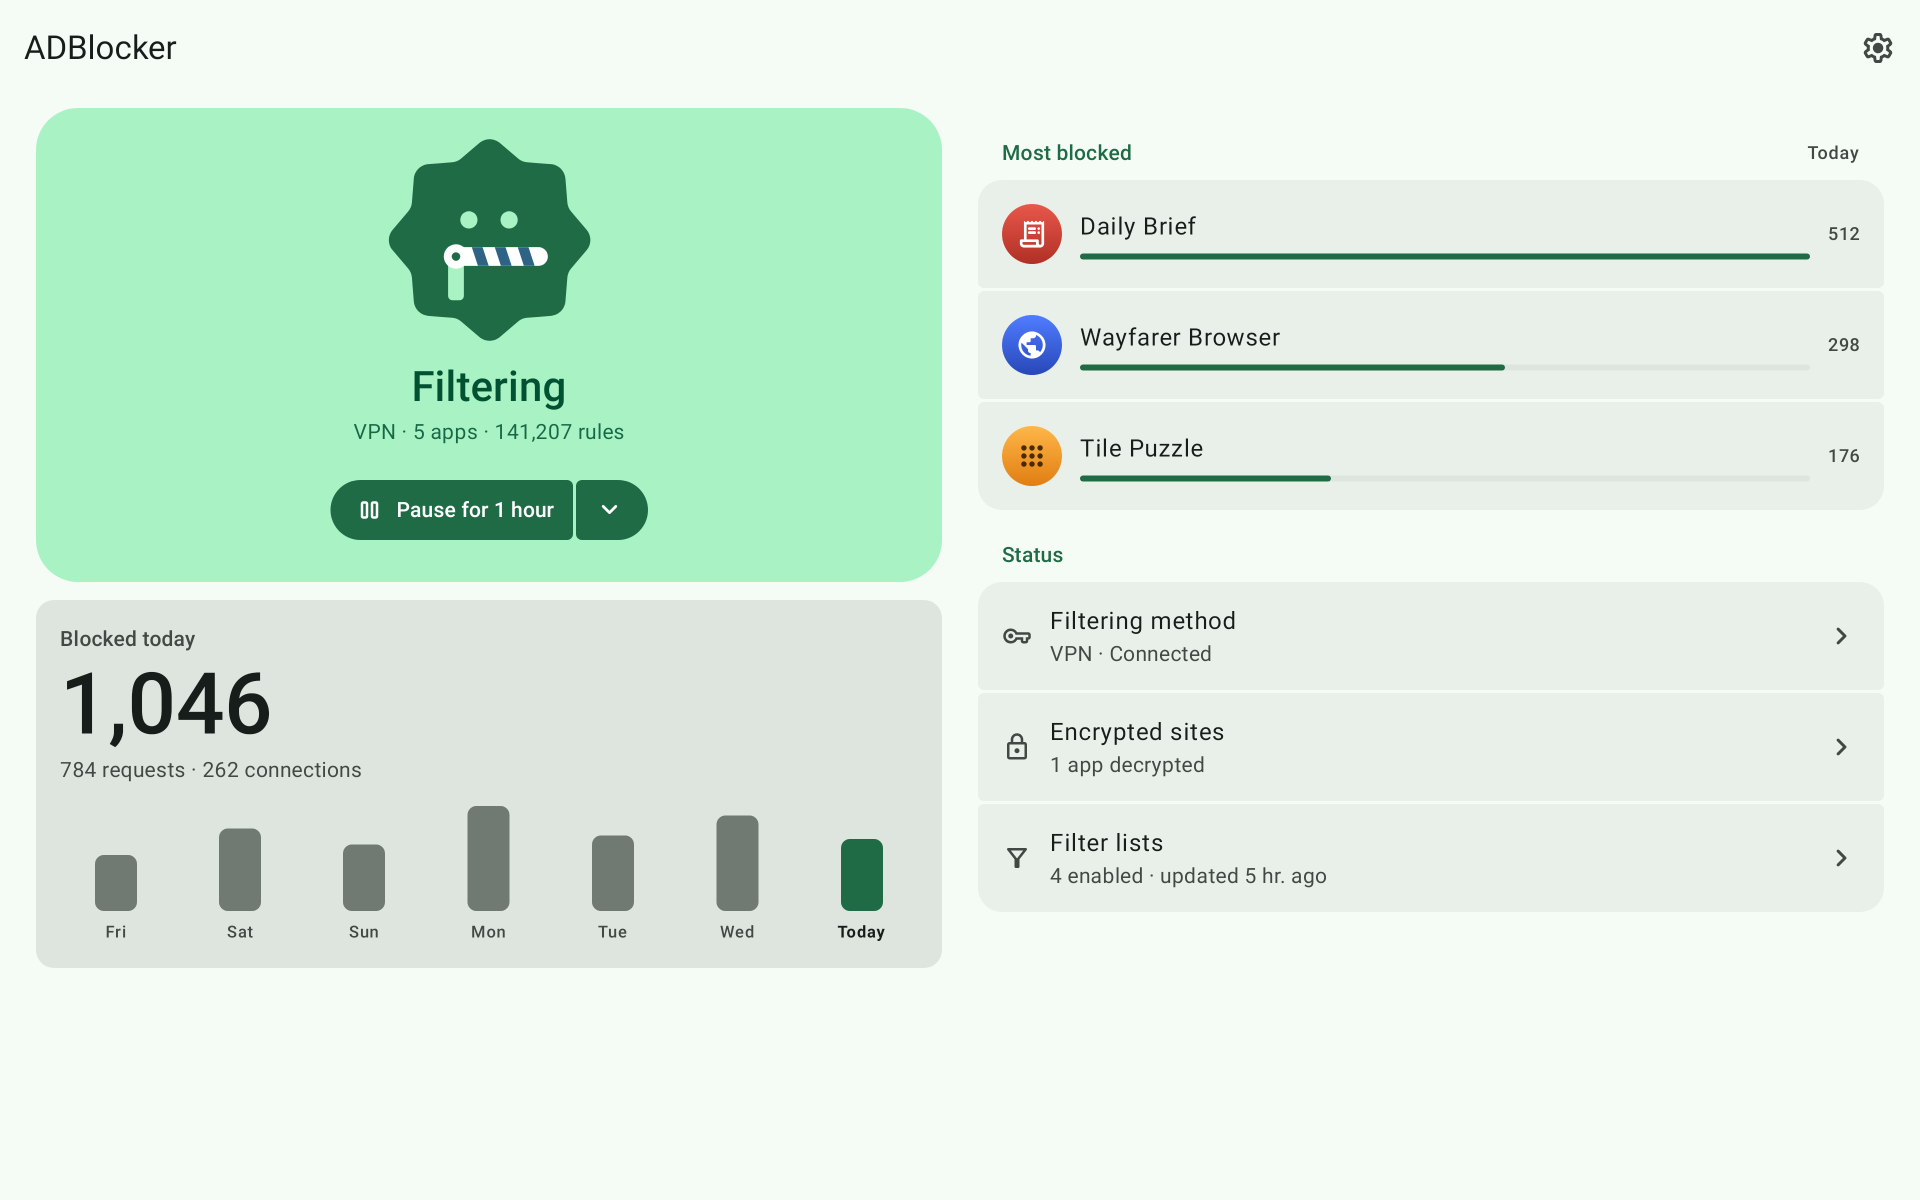 ADBlocker
Filtering
VPN · 5 apps · 141,207 rules
Pause for 1 hour
Blocked today
1,046
784 requests · 262 connections
Fri
Sat
Sun
Mon
Tue
Wed
Today
Most blocked
Today
Daily Brief
512
Wayfarer Browser
298
Tile Puzzle
176
Status
Filtering method
VPN · Connected
Encrypted sites
1 app decrypted
Filter lists
4 enabled · updated 5 hr. ago